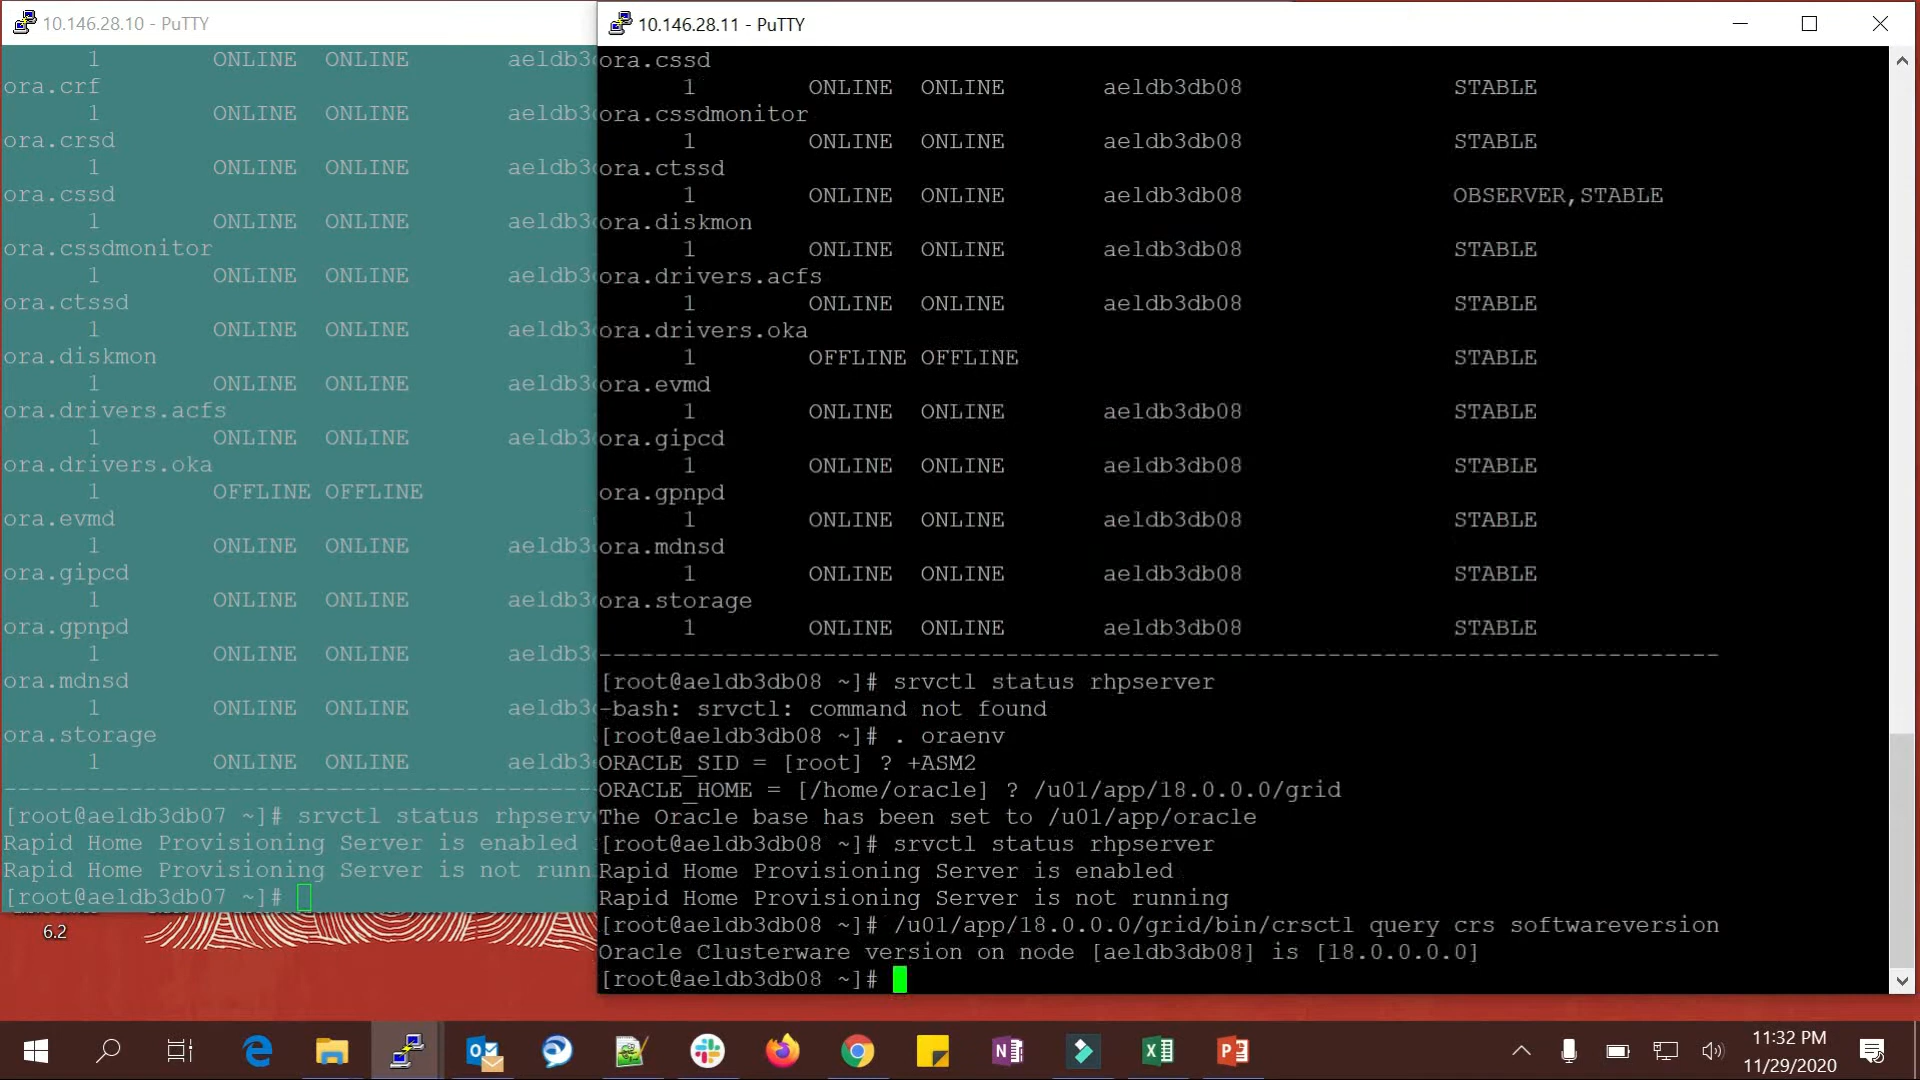 10.146.28.10 - PuTTY
1 ONLINE ONLINE aeldb3
ora.crf
1 ONLINE ONLINE aeldb3
ora.crsd
1 ONLINE ONLINE aeldb3
ora.cssd
1 ONLINE ONLINE aeldb3
ora.cssdmonitor
1 ONLINE ONLINE aeldb3
ora.ctssd
1 ONLINE ONLINE aeldb3
ora.diskmon
1 ONLINE ONLINE aeldb3
ora.drivers.acfs
1 ONLINE ONLINE aeldb3
ora.drivers.oka
1 OFFLINE OFFLINE
ora.evmd
1 ONLINE ONLINE aeldb3
ora.gipcd
1 ONLINE ONLINE aeldb3
ora.gpnpd
1 ONLINE ONLINE aeldb3
ora.mdnsd
1 ONLINE ONLINE aeldb3
ora.storage
1 ONLINE ONLINE aeldb3
--------------------------------------------
[root@aeldb3db07 ~]# srvctl status rhpserv
Rapid Home Provisioning Server is enabled
Rapid Home Provisioning Server is not runn
[root@aeldb3db07 ~]#
6.2
10.146.28.11 - PuTTY
ora.cssd
1 ONLINE ONLINE aeldb3db08 STABLE
ora.cssdmonitor
1 ONLINE ONLINE aeldb3db08 STABLE
ora.ctssd
1 ONLINE ONLINE aeldb3db08 OBSERVER,STABLE
ora.diskmon
1 ONLINE ONLINE aeldb3db08 STABLE
ora.drivers.acfs
1 ONLINE ONLINE aeldb3db08 STABLE
ora.drivers.oka
1 OFFLINE OFFLINE STABLE
ora.evmd
1 ONLINE ONLINE aeldb3db08 STABLE
ora.gipcd
1 ONLINE ONLINE aeldb3db08 STABLE
ora.gpnpd
1 ONLINE ONLINE aeldb3db08 STABLE
ora.mdnsd
1 ONLINE ONLINE aeldb3db08 STABLE
ora.storage
1 ONLINE ONLINE aeldb3db08 STABLE
--------------------------------------------------------------------------------
[root@aeldb3db08 ~]# srvctl status rhpserver
-bash: srvctl: command not found
[root@aeldb3db08 ~]# . oraenv
ORACLE_SID = [root] ? +ASM2
ORACLE_HOME = [/home/oracle] ? /u01/app/18.0.0.0/grid
The Oracle base has been set to /u01/app/oracle
[root@aeldb3db08 ~]# srvctl status rhpserver
Rapid Home Provisioning Server is enabled
Rapid Home Provisioning Server is not running
[root@aeldb3db08 ~]# /u01/app/18.0.0.0/grid/bin/crsctl query crs softwareversion
Oracle Clusterware version on node [aeldb3db08] is [18.0.0.0.0]
[root@aeldb3db08 ~]#
11:32 PM
11/29/2020